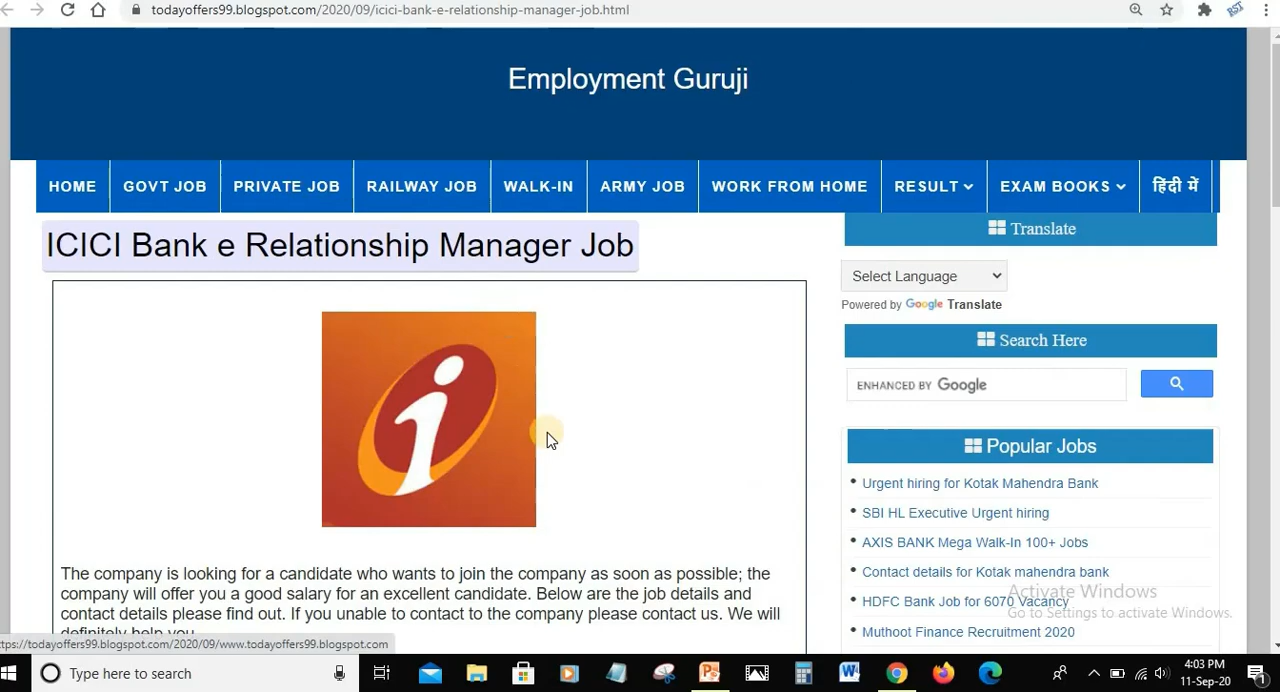 todayoffers99.blogspot.com/2020/09/icici-bank-e-relationship-manager-job.html
RST
Employment Guruji
HOME GOVT JOB PRIVATE JOB RAILWAY JOB WALK-IN ARMY JOB WORK FROM HOME RESULT EXAM BOOKS हिंदी में
ICICI Bank e Relationship Manager Job
Translate
Select Language
Powered by Google Translate
Search Here
ENHANCED BY Google
Popular Jobs
Urgent hiring for Kotak Mahendra Bank
SBI HL Executive Urgent hiring
AXIS BANK Mega Walk-In 100+ Jobs
Contact details for Kotak mahendra bank
HDFC Bank Job for 6070 Vacancy
Muthoot Finance Recruitment 2020
The company is looking for a candidate who wants to join the company as soon as possible; the
company will offer you a good salary for an excellent candidate. Below are the job details and
contact details please find out. If you unable to contact to the company please contact us. We will
definitely help you
Activate Windows
Go to Settings to activate Windows.
ttps://todayoffers99.blogspot.com/2020/09/www.todayoffers99.blogspot.com
Type here to search
4:03 PM
11-Sep-20
1